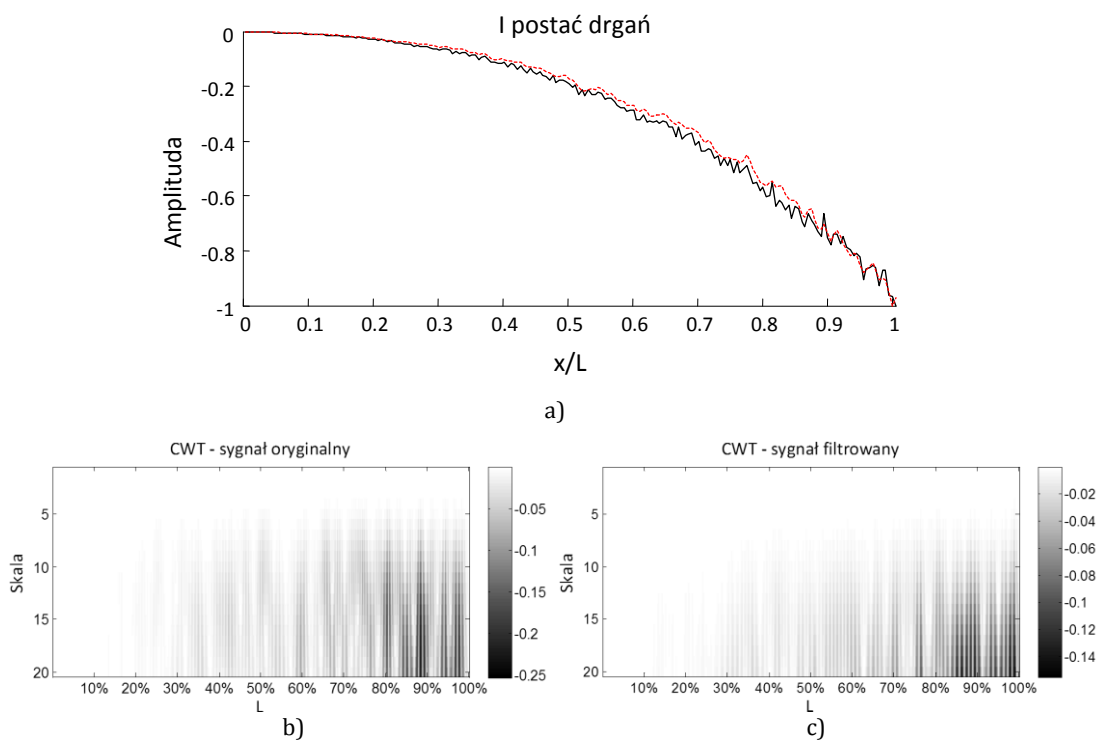 I postać drgań
0
-0.2
-0.4
-0.6
-0.8
-1
Amplituda
0 0.1 0.2 0.3 0.4 0.5 0.6 0.7 0.8 0.9 1
x/L
a)
CWT - sygnał oryginalny
5
10
15
20
Skala
10% 20% 30% 40% 50% 60% 70% 80% 90% 100%
L
-0.05
-0.1
-0.15
-0.2
-0.25
b)
CWT - sygnał filtrowany
5
10
15
20
Skala
10% 20% 30% 40% 50% 60% 70% 80% 90% 100%
L
-0.02
-0.04
-0.06
-0.08
-0.1
-0.12
-0.14
c)